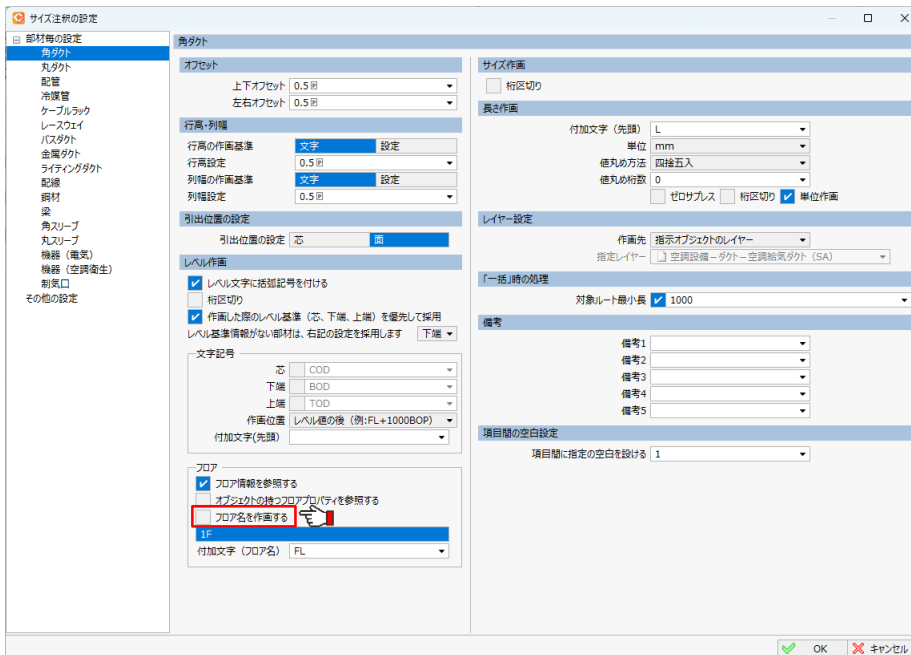 サイズ注釈の設定
部材毎の設定
角ダクト
丸ダクト
配管
冷媒管
ケーブルラック
レースウェイ
バスダクト
金属ダクト
ライティングダクト
配線
鋼材
梁
角スリーブ
丸スリーブ
機器（電気）
機器（空調衛生）
制気口
その他の設定
角ダクト
オフセット
上下オフセット 0.5
左右オフセット 0.5
行高・列幅
行高の作画基準 文字 設定
行高設定 0.5
列幅の作画基準 文字 設定
列幅設定 0.5
引出位置の設定
引出位置の設定 芯 面
レベル作画
レベル文字に括弧記号を付ける
桁区切り
作画した際のレベル基準（芯、下端、上端）を優先して採用
レベル基準情報がない部材は、右記の設定を採用します 下端
文字記号
芯 COD
下端 BOD
上端 TOD
作画位置 レベル値の後（例:FL+1000BOP）
付加文字(先頭)
フロア
フロア情報を参照する
オブジェクトの持つフロアプロパティを参照する
フロア名を作画する
1F
付加文字（フロア名） FL
サイズ作画
桁区切り
長さ作画
付加文字（先頭） L
単位 mm
値丸め方法 四捨五入
値丸め桁数 0
ゼロサプレス 桁区切り 単位作画
レイヤー設定
作画先 指示オブジェクトのレイヤー
指定レイヤー 空調設備－ダクト－空調給気ダクト（SA）
「一括」時の処理
対象ルート最小長 1000
備考
備考1
備考2
備考3
備考4
備考5
項目間の空白設定
項目間に指定の空白を設ける 1
OK キャンセル